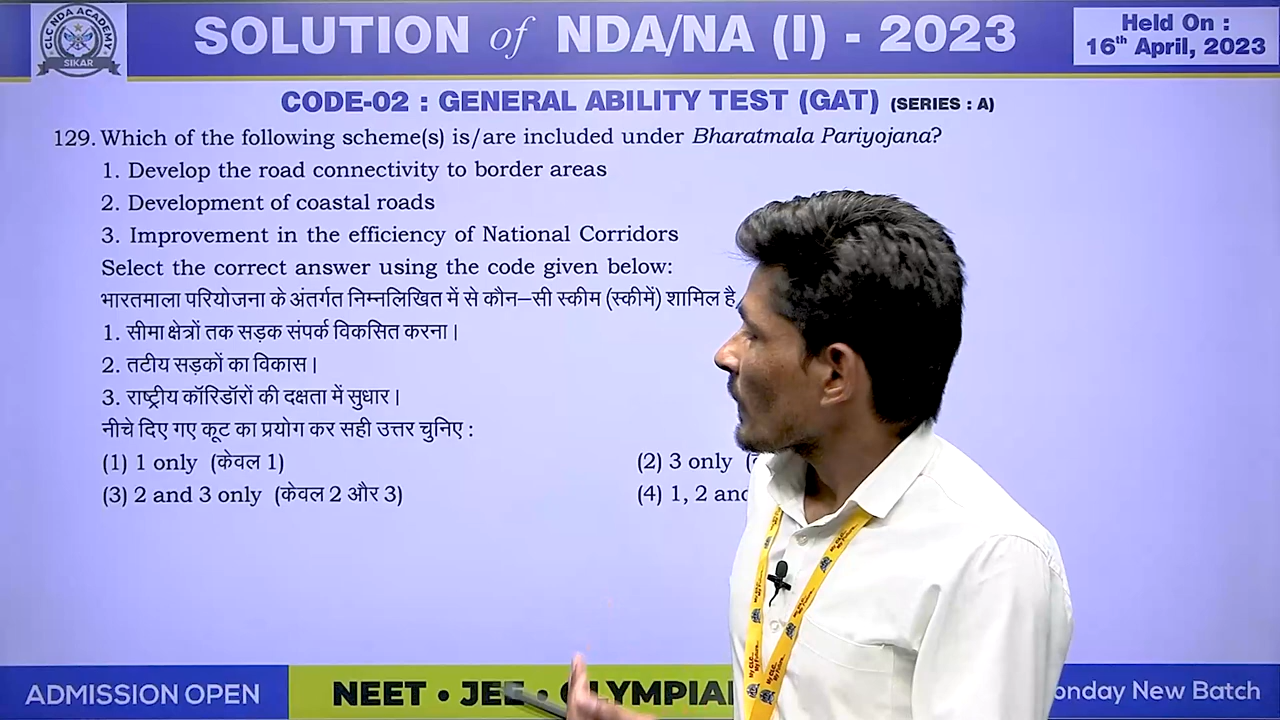 CLC NDA ACADEMY
SIKAR
SOLUTION of NDA/NA (I) - 2023
Held On :
16th April, 2023
CODE-02 : GENERAL ABILITY TEST (GAT) (SERIES : A)
129. Which of the following scheme(s) is/are included under Bharatmala Pariyojana?
1. Develop the road connectivity to border areas
2. Development of coastal roads
3. Improvement in the efficiency of National Corridors
Select the correct answer using the code given below:
भारतमाला परियोजना के अंतर्गत निम्नलिखित में से कौन–सी स्कीम (स्कीमें) शामिल है
1. सीमा क्षेत्रों तक सड़क संपर्क विकसित करना।
2. तटीय सड़कों का विकास।
3. राष्ट्रीय कॉरिडॉरों की दक्षता में सुधार।
नीचे दिए गए कूट का प्रयोग कर सही उत्तर चुनिए :
(1) 1 only (केवल 1)
(2) 3 only
(3) 2 and 3 only (केवल 2 और 3)
(4) 1, 2 and
My CLC...
My Future...
ADMISSION OPEN
NEET • JEE •
New Batch